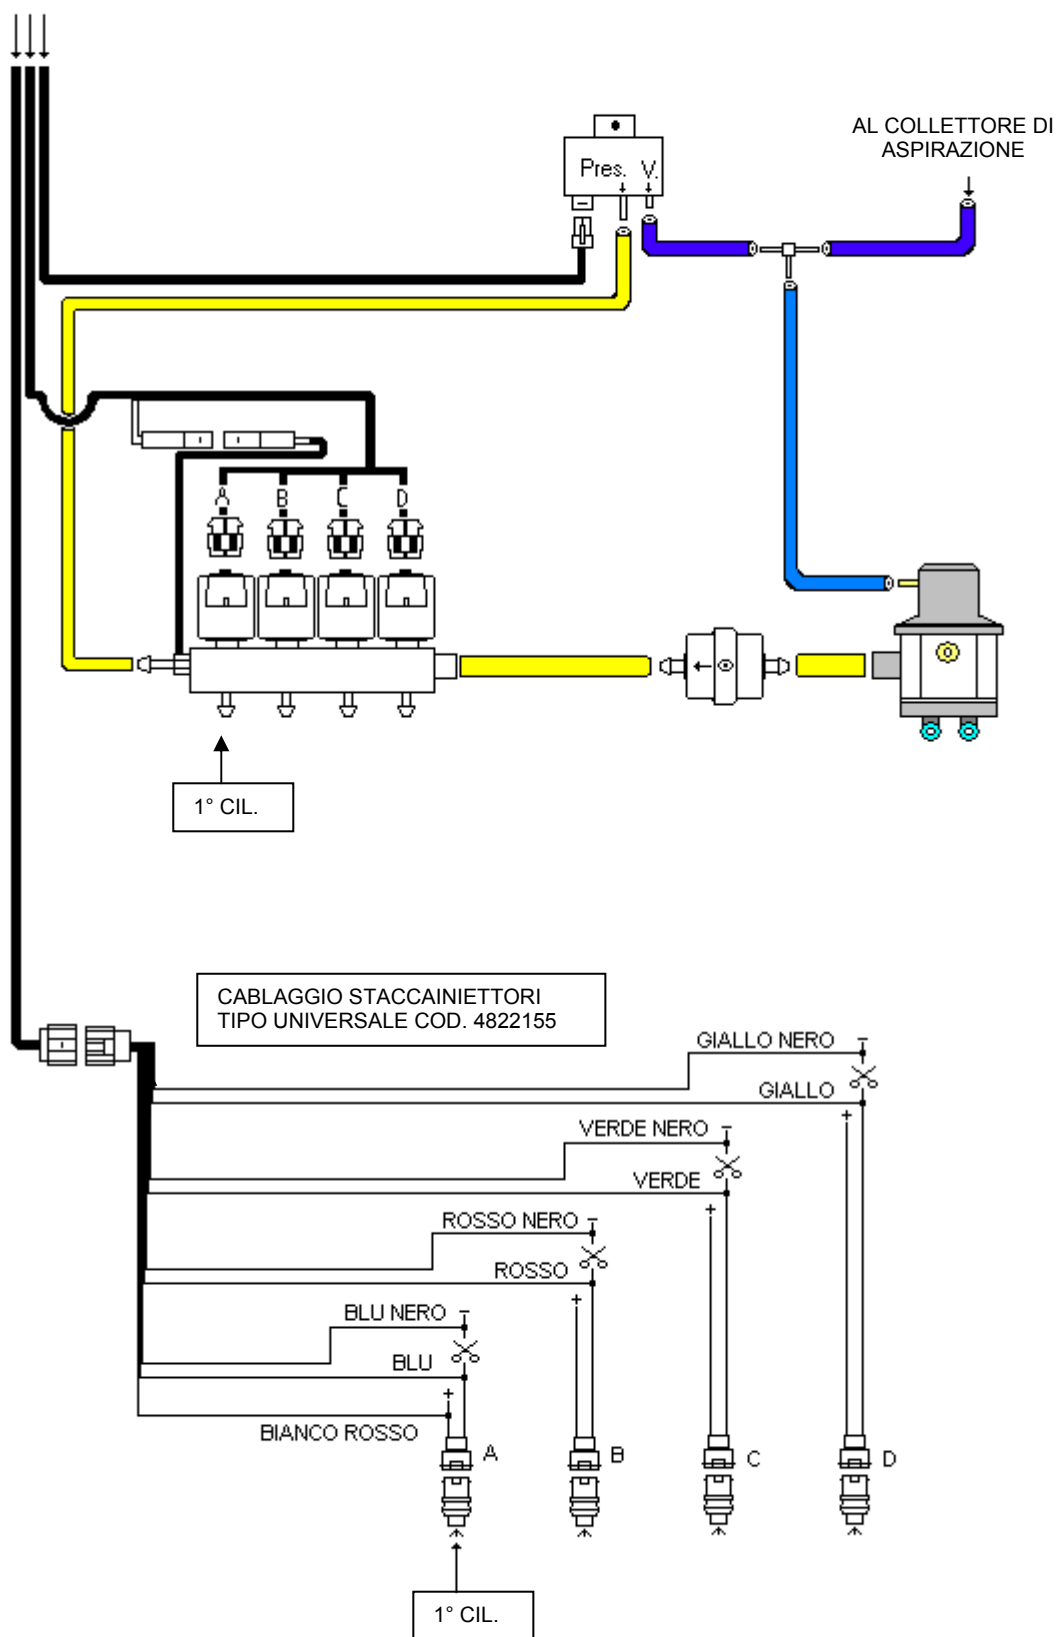 AL COLLETTORE DI
ASPIRAZIONE
Pres. V.
A B C D
1° CIL.
CABLAGGIO STACCAINIETTORI
TIPO UNIVERSALE COD. 4822155
GIALLO NERO -
GIALLO
+
VERDE NERO -
VERDE
+
ROSSO NERO -
ROSSO
+
BLU NERO -
BLU
+
BIANCO ROSSO
A B C D
1° CIL.